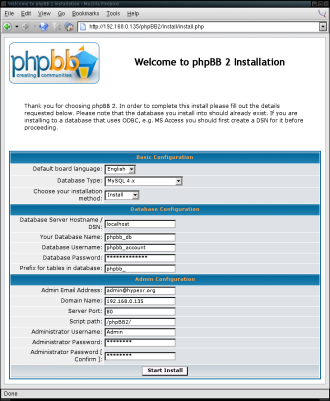 Welcome to phpBB 2 Installation - Mozilla Firefox
File Edit View Go Bookmarks Tools Help
http://192.168.0.135/phpBB2/install/install.php
phpBB
creating communities
Welcome to phpBB 2 Installation
Thank you for choosing phpBB 2. In order to complete this install please fill out the details
requested below. Please note that the database you install into should already exist. If you are
installing to a database that uses ODBC, e.g. MS Access you should first create a DSN for it before
proceeding.
Basic Configuration
Default board language: English
Database Type: MySQL 4.x
Choose your installation
method: Install
Database Configuration
Database Server Hostname /
DSN: localhost
Your Database Name: phpbb_db
Database Username: phpbb_account
Database Password: *************
Prefix for tables in database: phpbb_
Admin Configuration
Admin Email Address: admin@hypexr.org
Domain Name: 192.168.0.135
Server Port: 80
Script path: /phpBB2/
Administrator Username: Admin
Administrator Password: ********
Administrator Password [
Confirm ]: ********
Start Install
Done